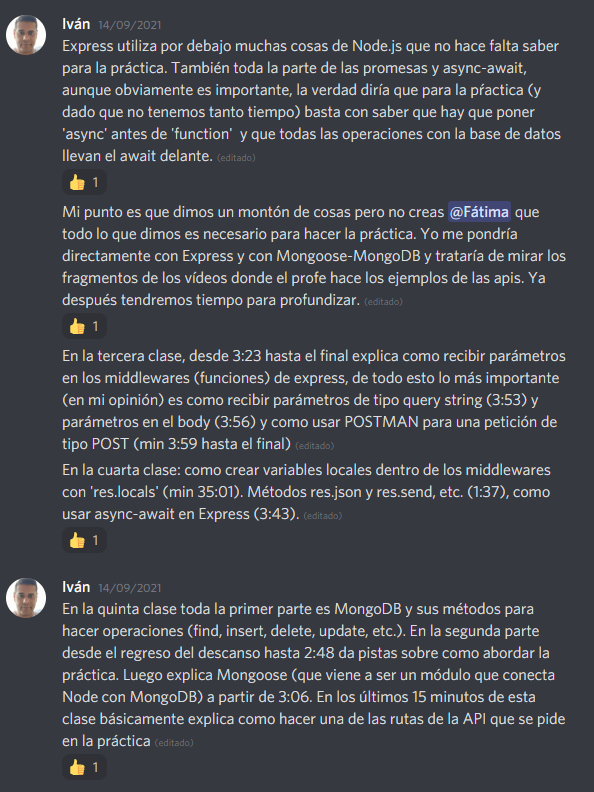 Iván 14/09/2021
Express utiliza por debajo muchas cosas de Node.js que no hace falta saber
para la práctica. También toda la parte de las promesas y async-await,
aunque obviamente es importante, la verdad diría que para la pŕactica (y
dado que no tenemos tanto tiempo) basta con saber que hay que poner
'async' antes de 'function'  y que todas las operaciones con la base de datos
llevan el await delante. (editado)
👍 1
Mi punto es que dimos un montón de cosas pero no creas @Fátima que
todo lo que dimos es necesario para hacer la práctica. Yo me pondría
directamente con Express y con Mongoose-MongoDB y trataría de mirar los
fragmentos de los vídeos donde el profe hace los ejemplos de las apis. Ya
después tendremos tiempo para profundizar. (editado)
👍 1
En la tercera clase, desde 3:23 hasta el final explica como recibir parámetros
en los middlewares (funciones) de express, de todo esto lo más importante
(en mi opinión) es como recibir parámetros de tipo query string (3:53) y
parámetros en el body (3:56) y como usar POSTMAN para una petición de
tipo POST (min 3:59 hasta el final) (editado)
En la cuarta clase: como crear variables locales dentro de los middlewares
con 'res.locals' (min 35:01). Métodos res.json y res.send, etc. (1:37), como
usar async-await en Express (3:43). (editado)
👍 1
Iván 14/09/2021
En la quinta clase toda la primer parte es MongoDB y sus métodos para
hacer operaciones (find, insert, delete, update, etc.). En la segunda parte
desde el regreso del descanso hasta 2:48 da pistas sobre como abordar la
práctica. Luego explica Mongoose (que viene a ser un módulo que conecta
Node con MongoDB) a partir de 3:06. En los últimos 15 minutos de esta
clase básicamente explica como hacer una de las rutas de la API que se pide
en la práctica (editado)
👍 1